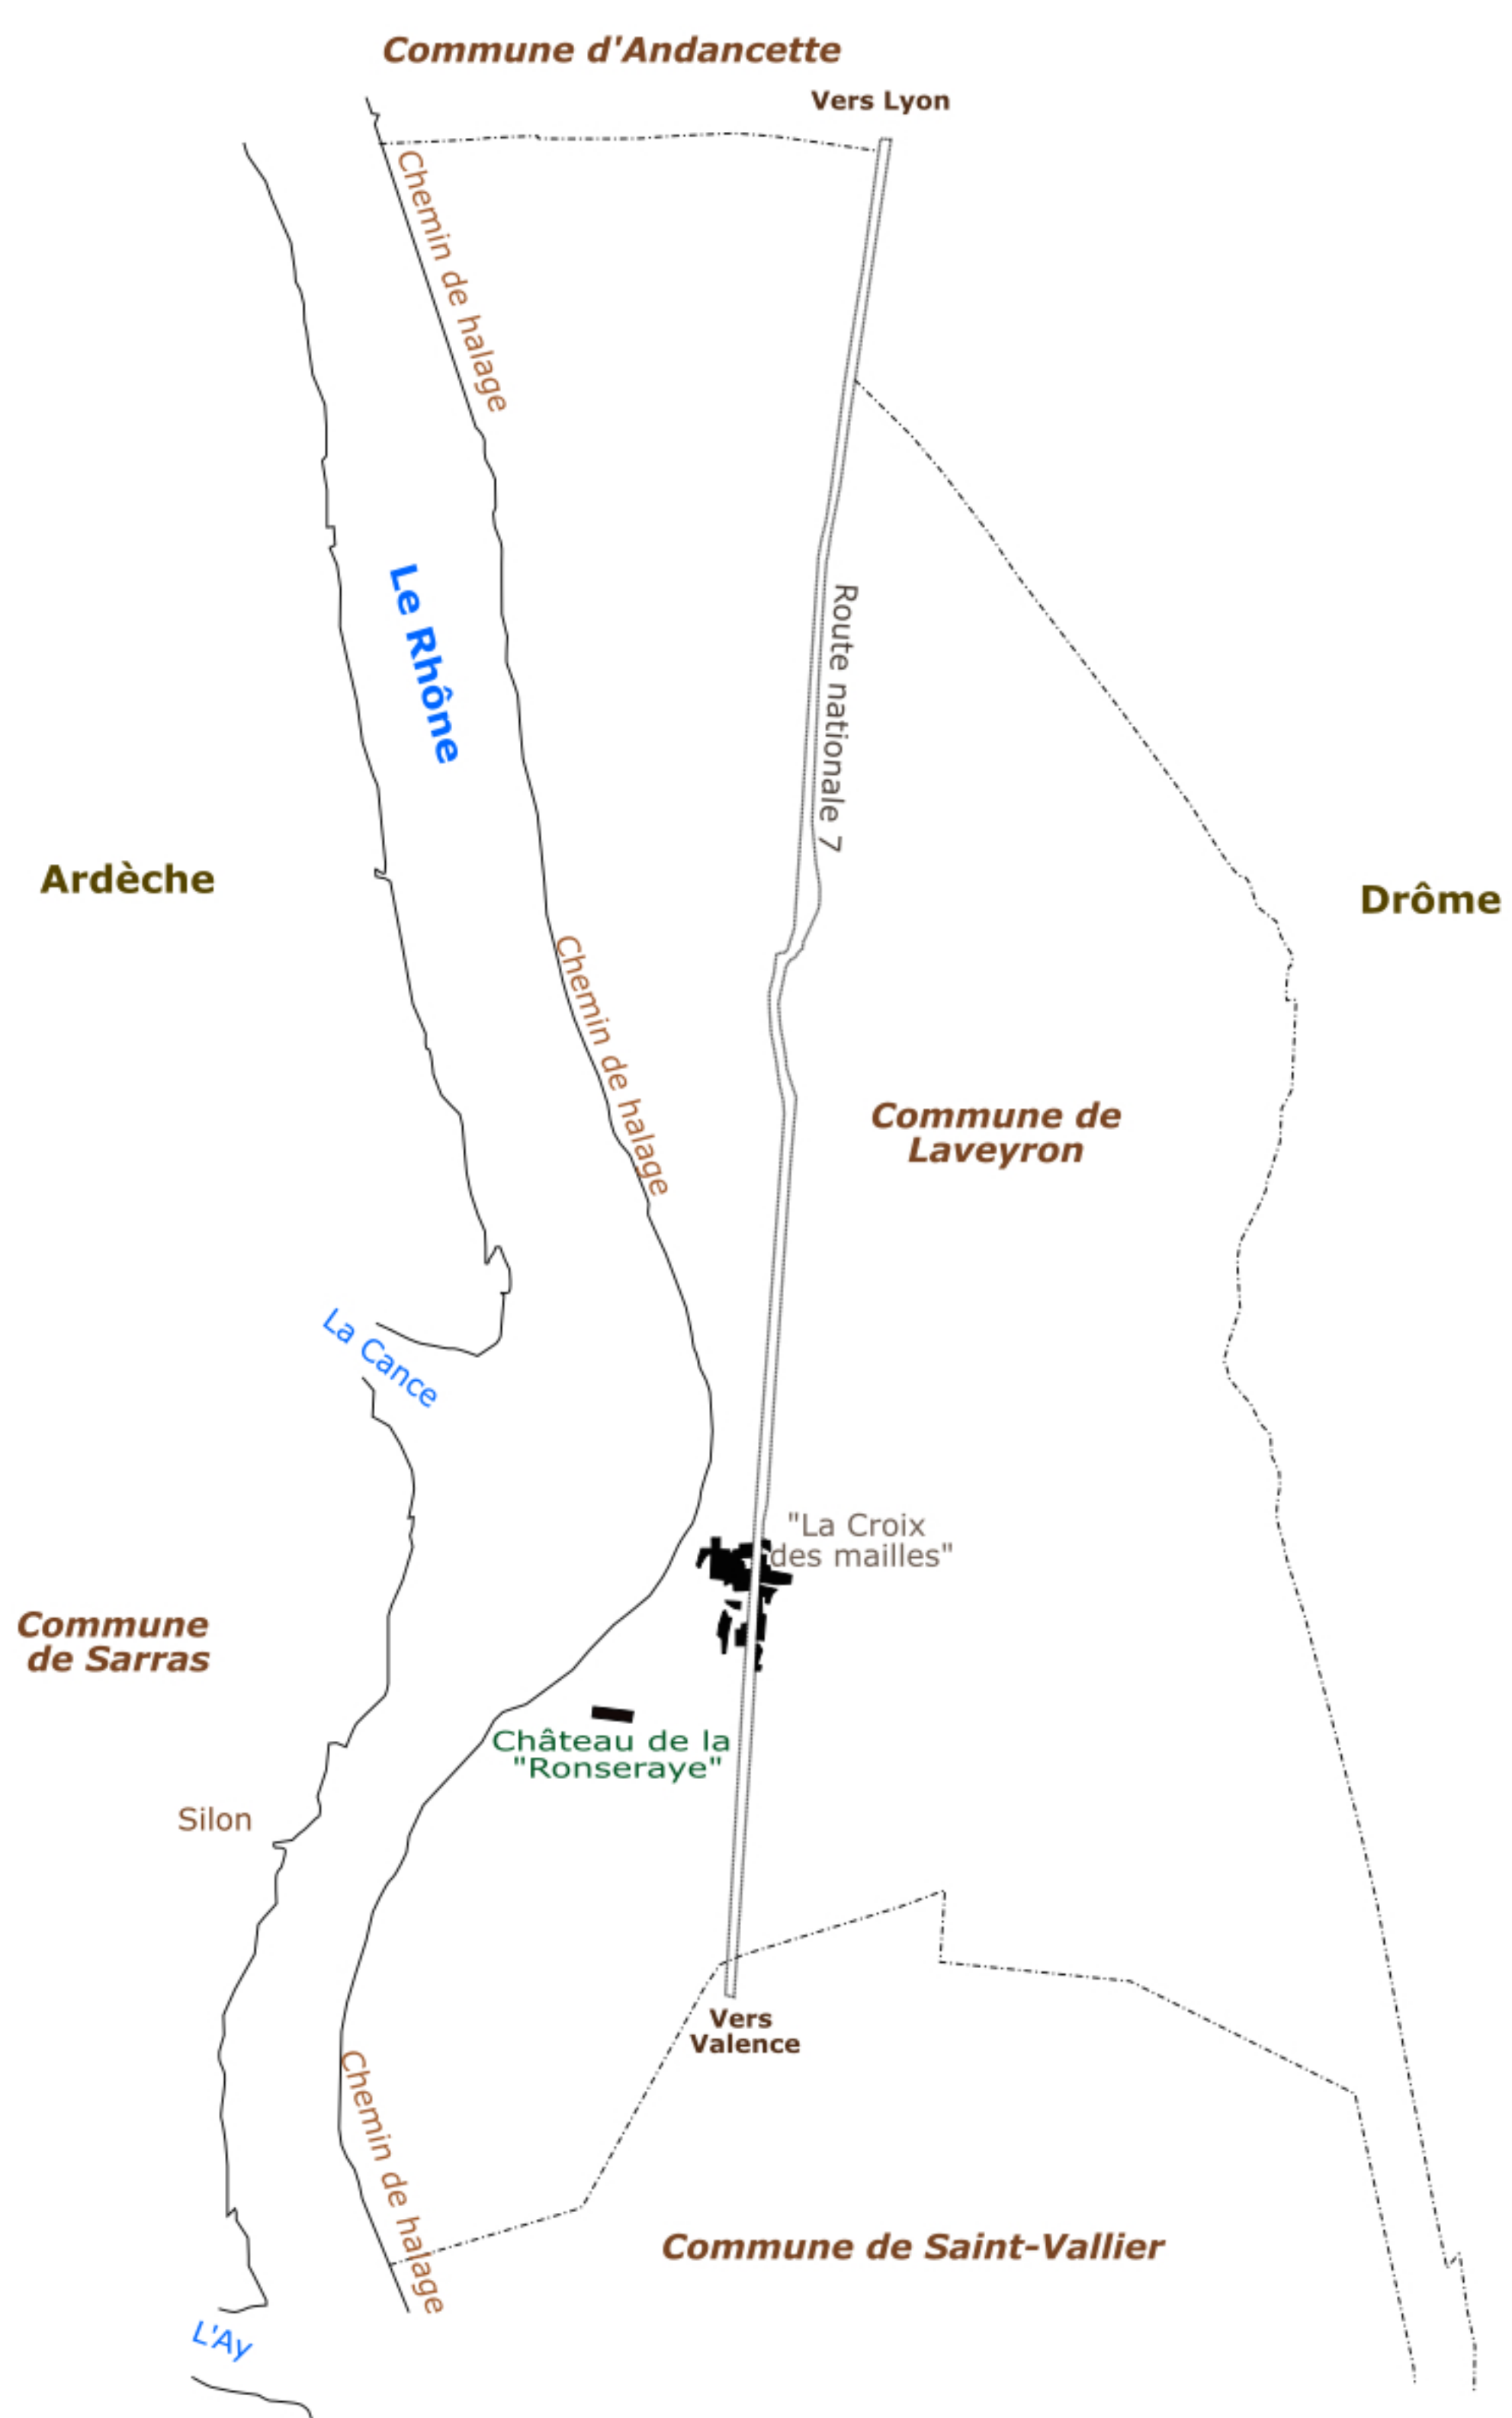 Commune d'Andancette
Vers Lyon
Chemin de halage
Le Rhône
Route nationale 7
Ardèche
Drôme
Chemin de halage
Commune de
Laveyron
La Cance
"La Croix
des mailles"
Commune
de Sarras
Château de la
"Ronseraye"
Silon
Vers
Valence
Chemin de halage
Commune de Saint-Vallier
L'Ay